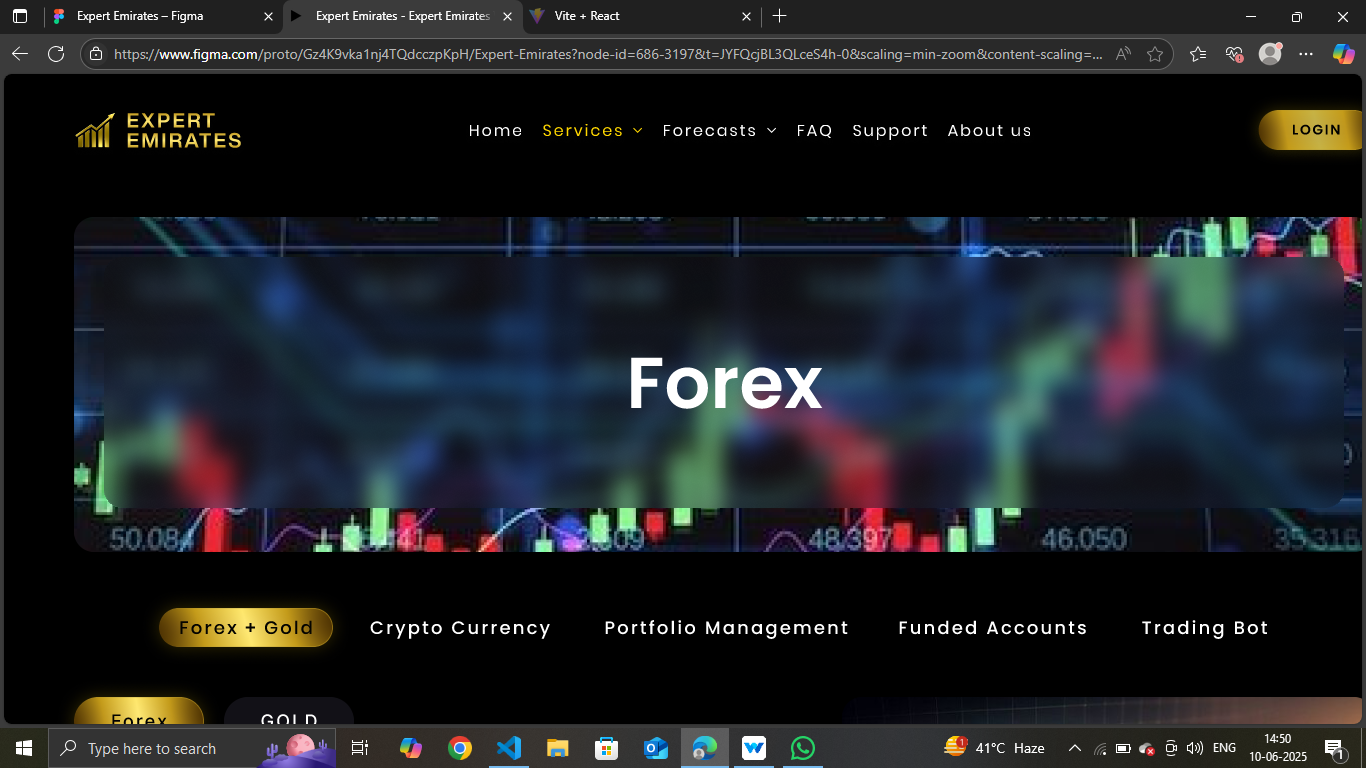 Expert Emirates – Figma
Expert Emirates - Expert Emirates
Vite + React
https://www.figma.com/proto/Gz4K9vka1nj4TQdcczpKpH/Expert-Emirates?node-id=686-3197&t=JYFQcjBL3QLceS4h-0&scaling=min-zoom&content-scaling=...
EXPERT
EMIRATES
Home Services Forecasts FAQ Support About us
LOGIN
Forex
50.084 48.397 46.050 35.316
Forex + Gold Crypto Currency Portfolio Management Funded Accounts Trading Bot
Forex GOLD
Type here to search
41°C Haze
ENG
14:50
10-06-2025
1